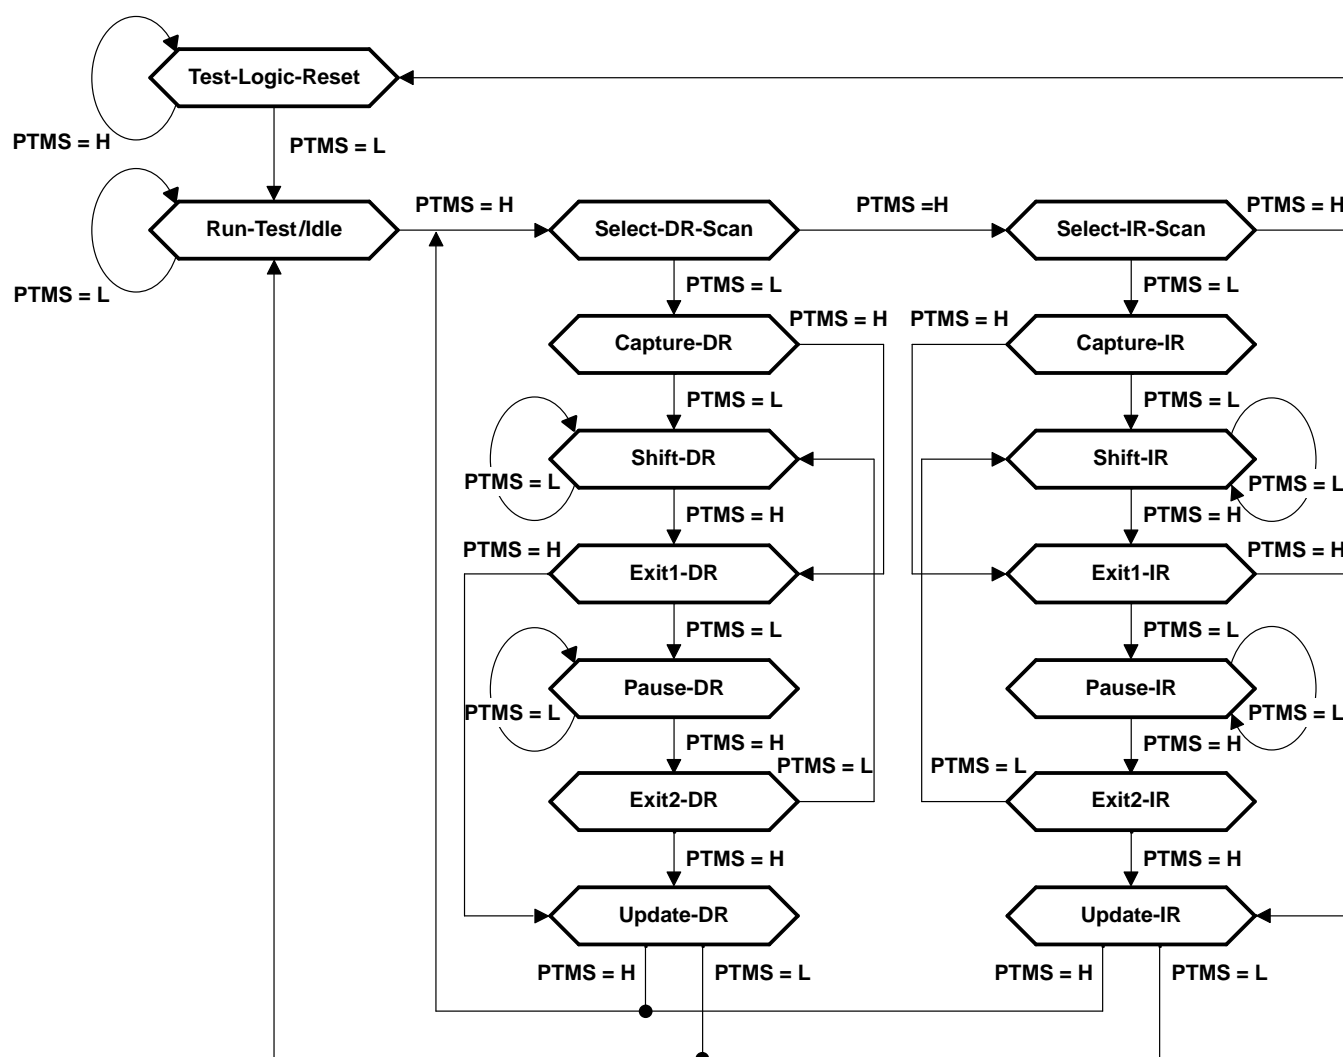 Test-Logic-Reset
PTMS = H
PTMS = L
PTMS = H
PTMS =H
PTMS = H
Run-Test/Idle
Select-DR-Scan
Select-IR-Scan
PTMS = L
PTMS = L
PTMS = L
PTMS = H
PTMS = H
Capture-DR
Capture-IR
PTMS = L
PTMS = L
Shift-DR
Shift-IR
PTMS = L
PTMS = L
PTMS = H
PTMS = H
PTMS = H
PTMS = H
Exit1-DR
Exit1-IR
PTMS = L
PTMS = L
Pause-DR
Pause-IR
PTMS = L
PTMS = L
PTMS = H
PTMS = H
PTMS = L
PTMS = L
Exit2-DR
Exit2-IR
PTMS = H
PTMS = H
Update-DR
Update-IR
PTMS = H
PTMS = L
PTMS = H
PTMS = L